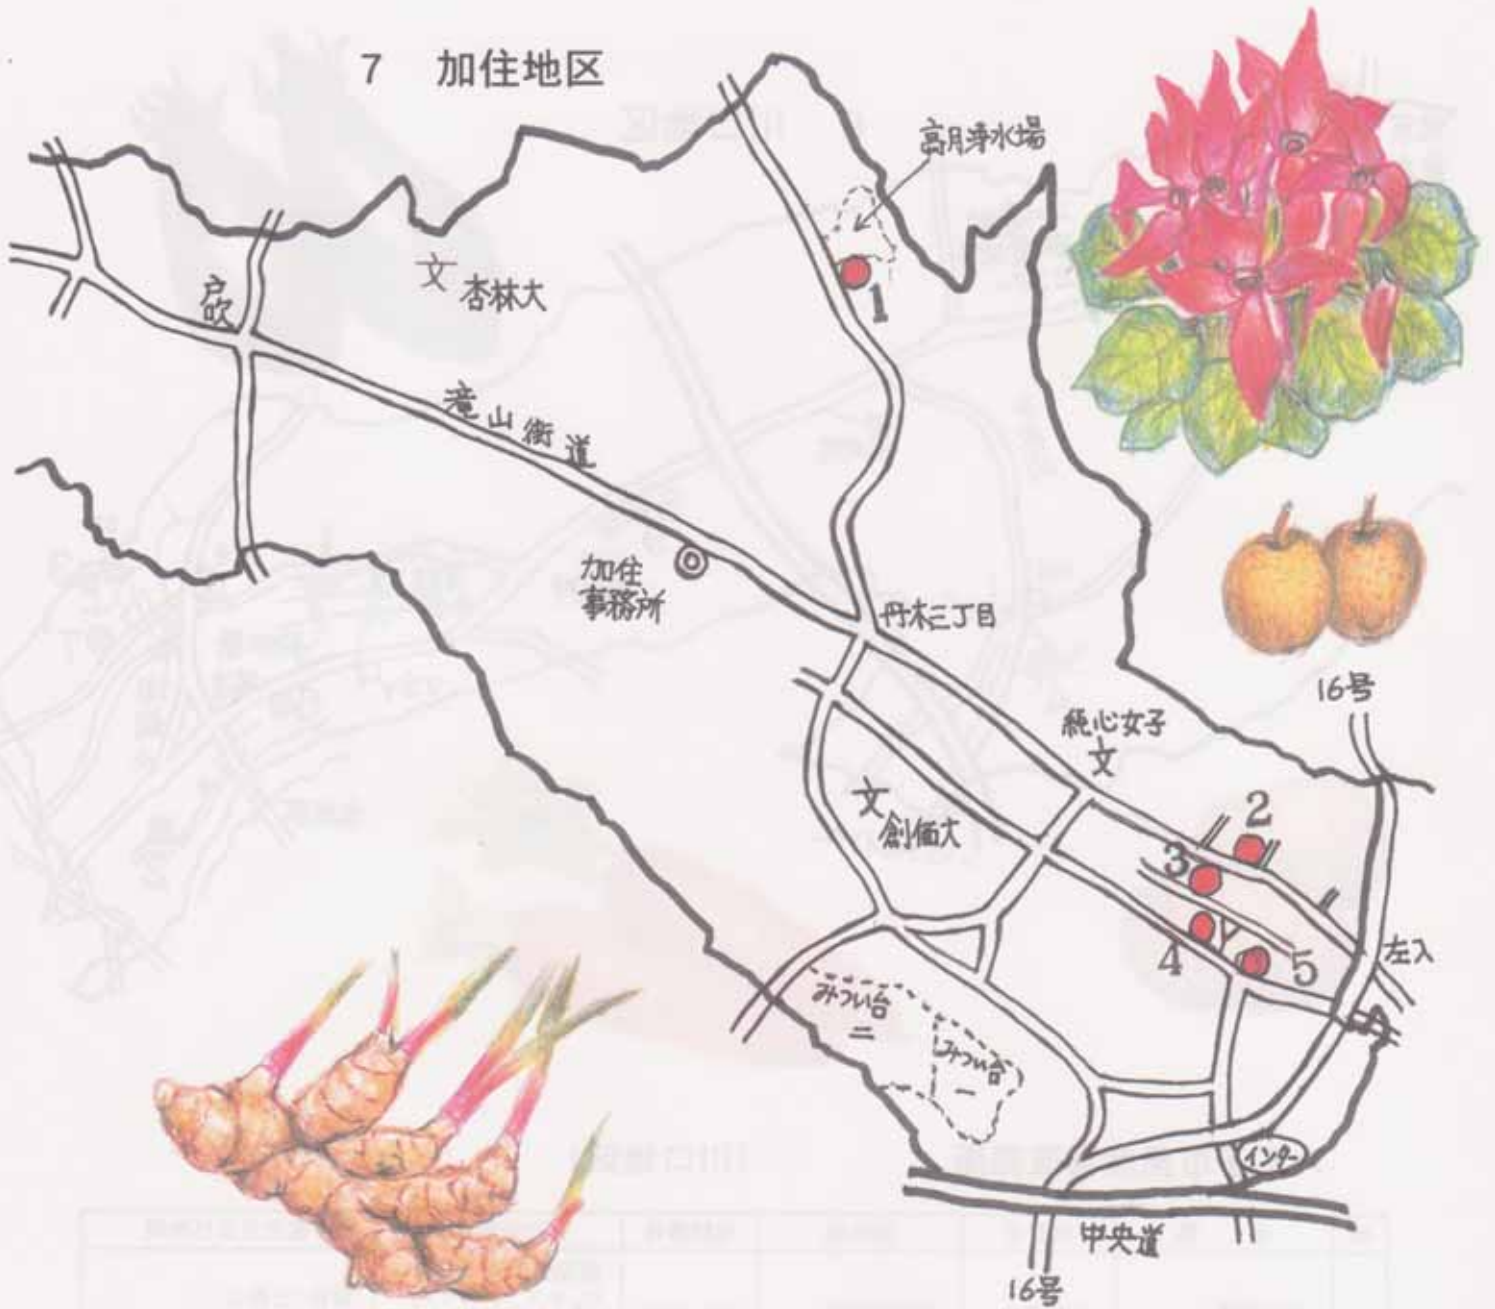 7 加住地区
高月浄水場
1
戸吹
文 杏林大
滝山街道
加住
事務所
丹木三丁目
16号
純心女子
文
文
創価大
2
3
4
5
左入
みつい台
二
みつい台
一
インター
中央道
16号